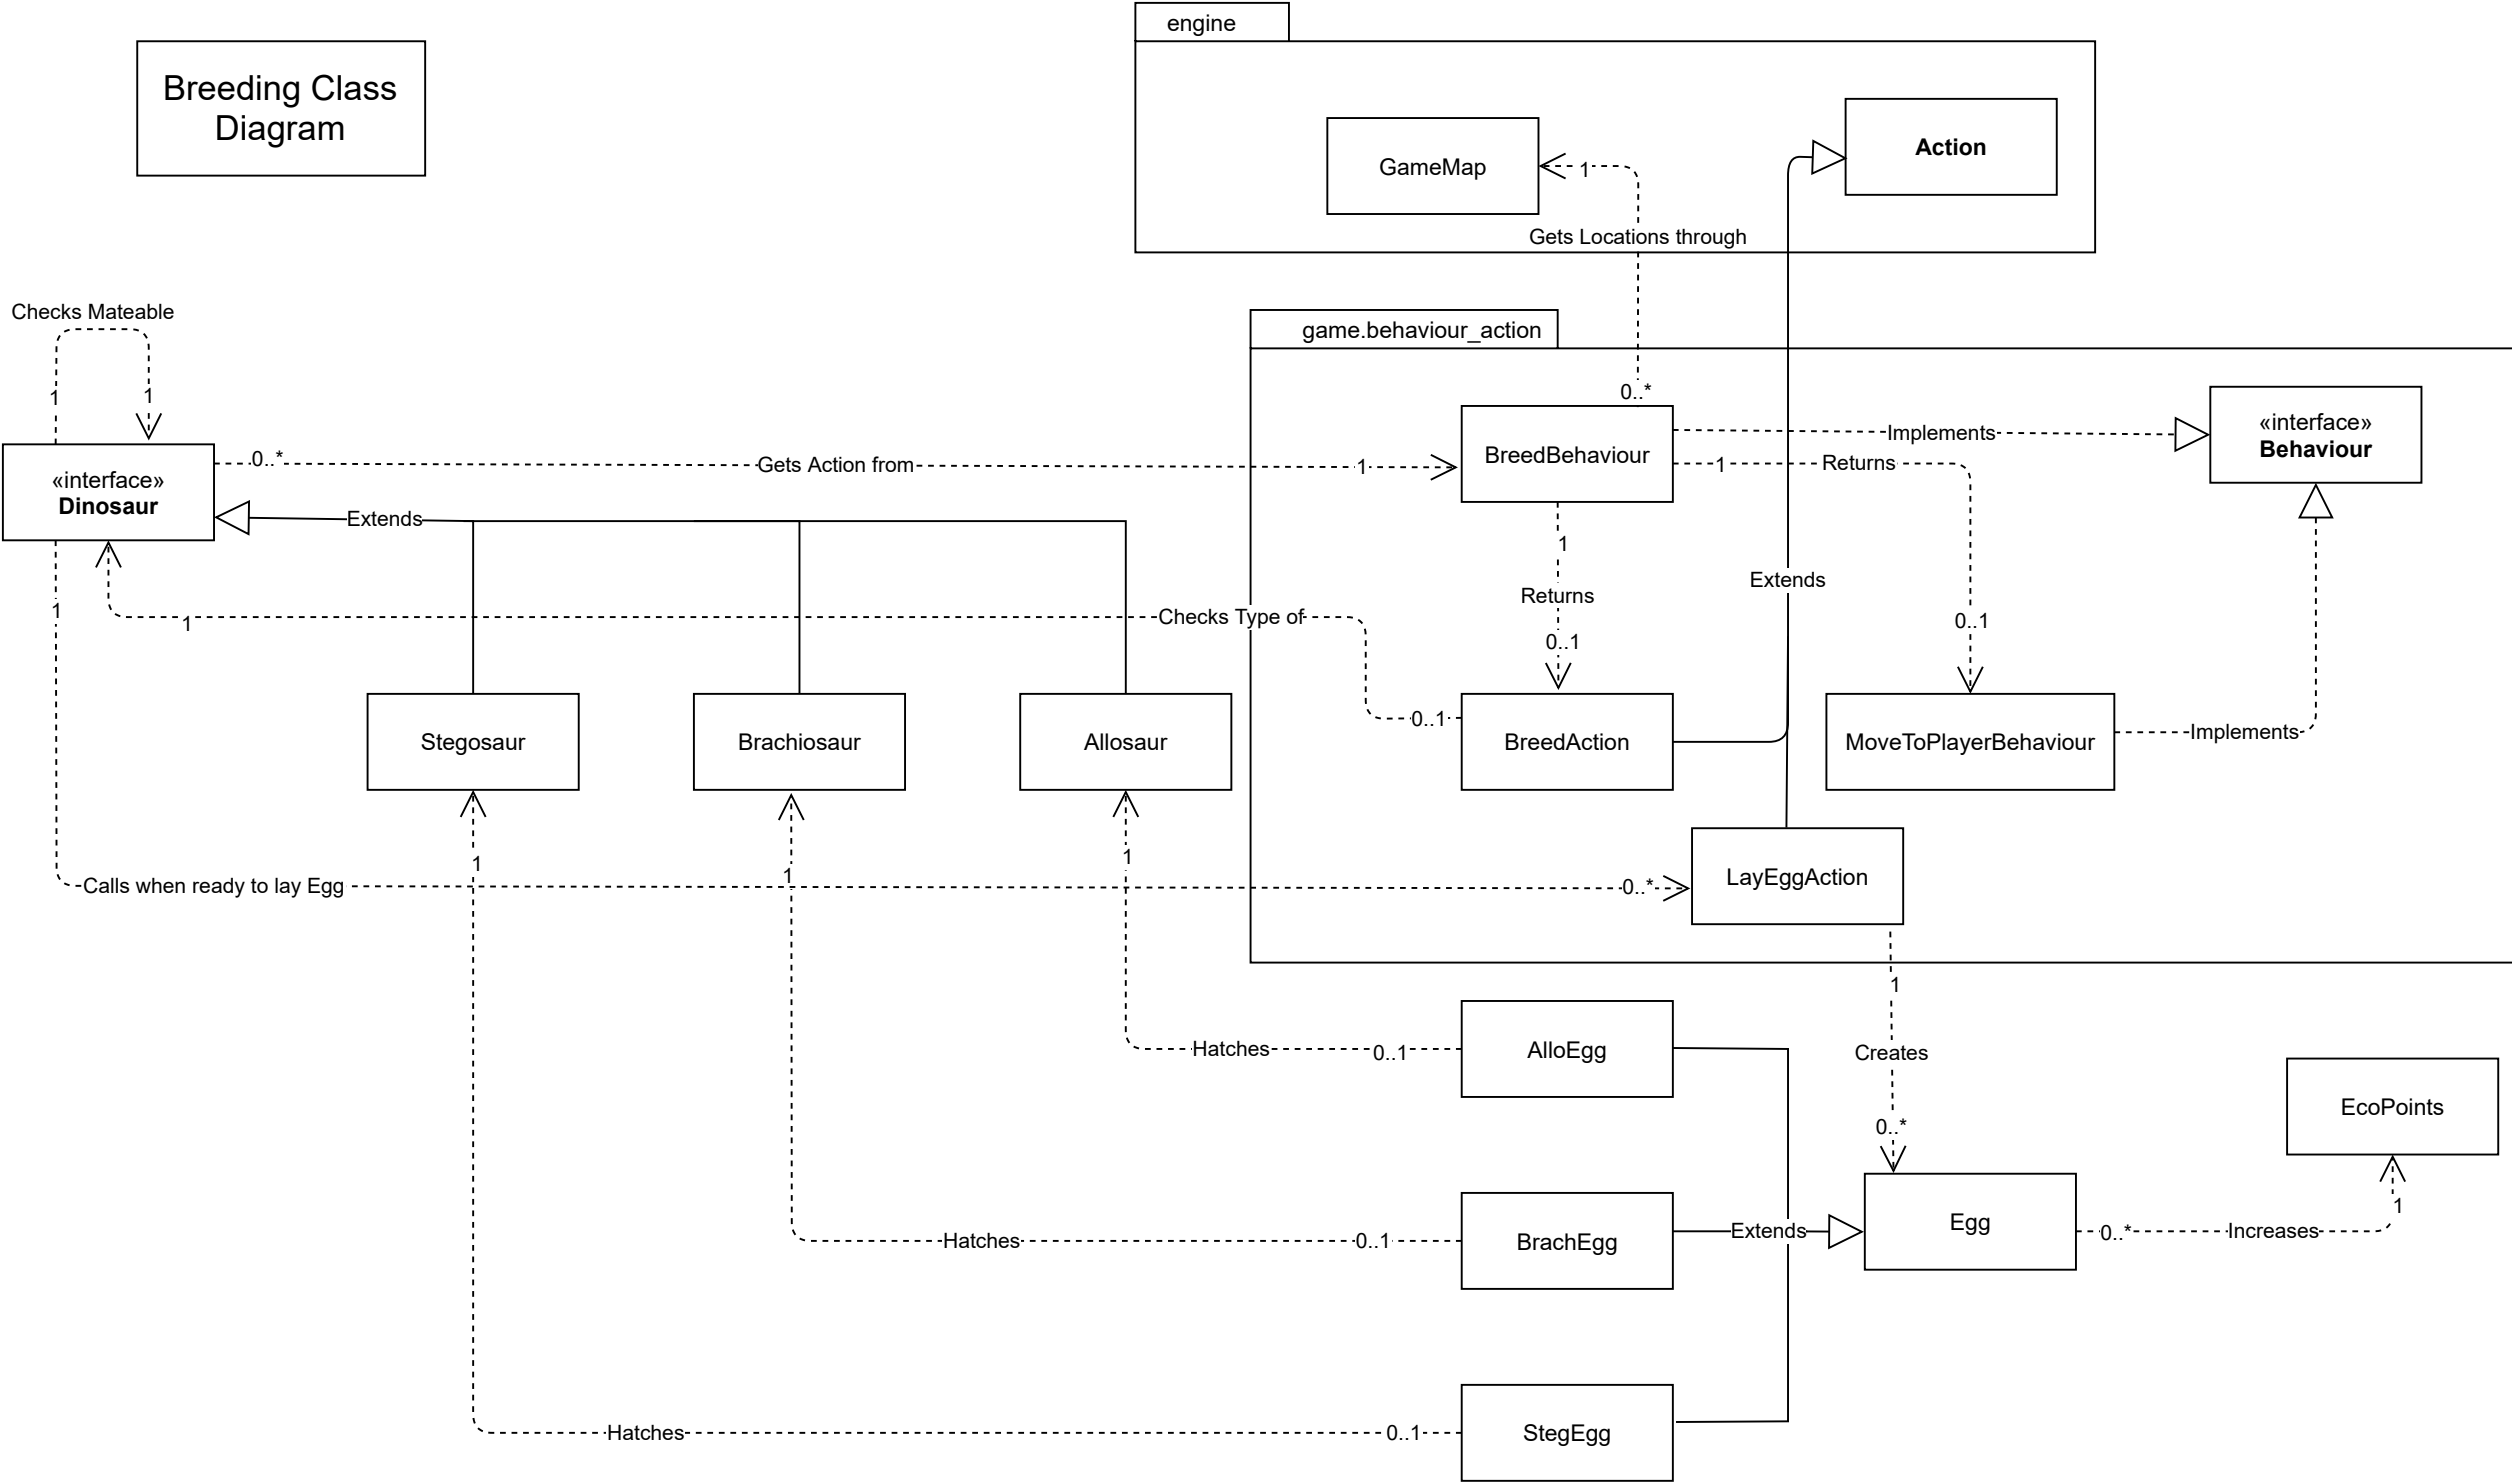 engine
Breeding Class
Diagram
GameMap
Action
1
Gets Locations through
Checks Mateable
game.behaviour_action
0..*
1
1
«interface»
Dinosaur
0..*
Gets Action from
1
BreedBehaviour
Implements
«interface»
Behaviour
1
Returns
Extends
1
Returns
0..1
Extends
0..1
1
1
Checks Type of
0..1
Stegosaur
Brachiosaur
Allosaur
BreedAction
MoveToPlayerBehaviour
Implements
1
1
1
Calls when ready to lay Egg
0..*
LayEggAction
1
Hatches
0..1
AlloEgg
Creates
EcoPoints
0..*
1
Hatches
0..1
BrachEgg
Extends
Egg
0..*
Increases
Hatches
0..1
StegEgg